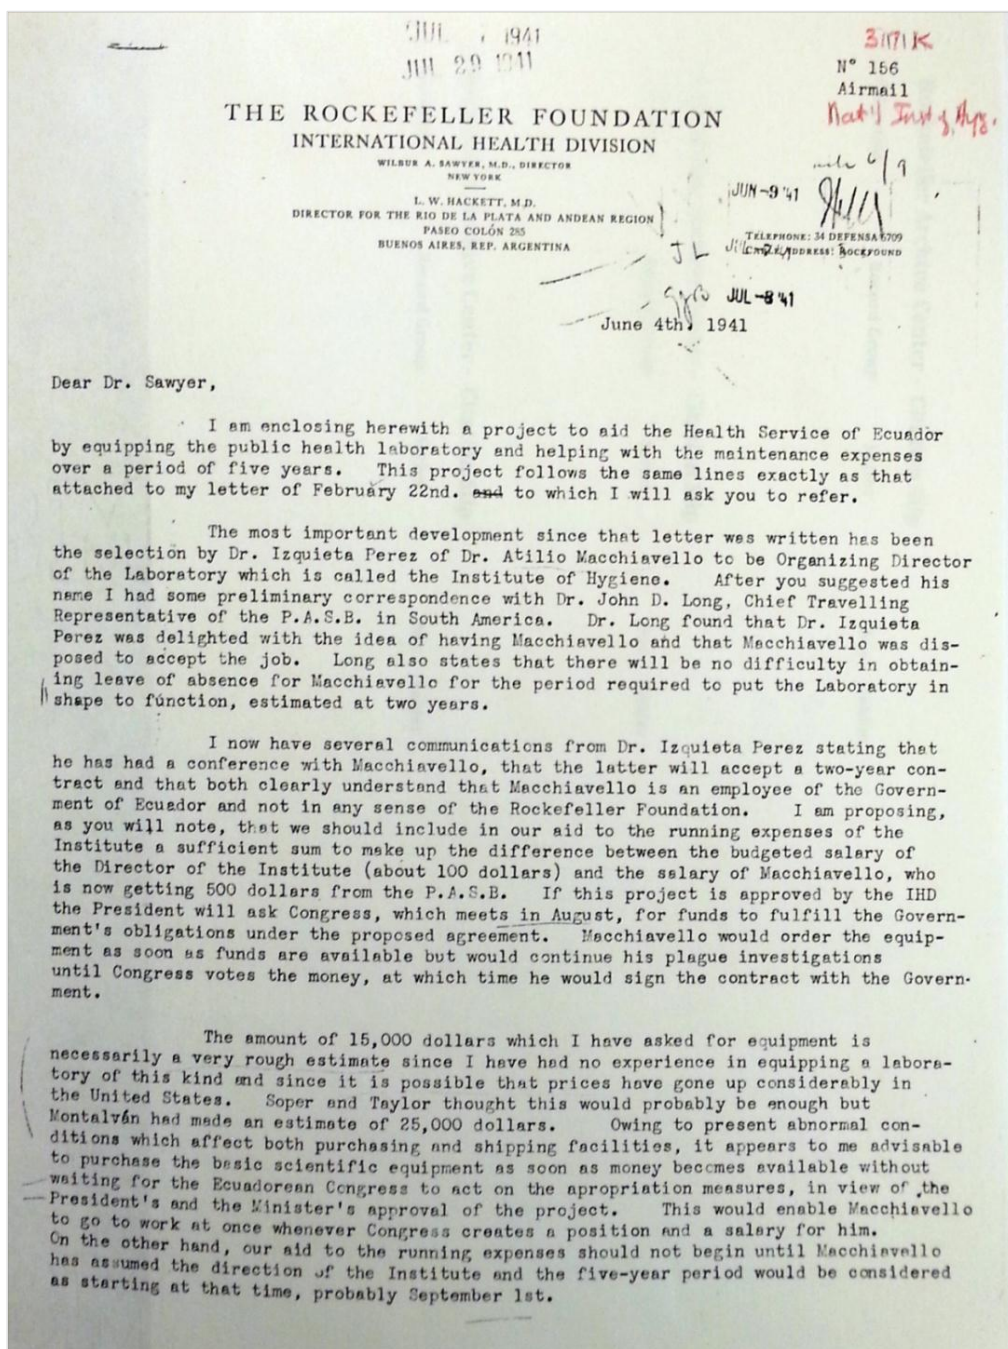 JUL 1941
JUL 29 1941
317 K
Nº 156
Airmail
Nat'l Inst of Hyg.
THE ROCKEFELLER FOUNDATION
INTERNATIONAL HEALTH DIVISION
WILBUR A. SAWYER, M.D., DIRECTOR
NEW YORK
L. W. HACKETT, M.D.
DIRECTOR FOR THE RIO DE LA PLATA AND ANDEAN REGION
PASEO COLÓN 285
BUENOS AIRES, REP. ARGENTINA
6/9
JUN -9 '41
TELEPHONE: 34 DEFENSA 6709
CABLE ADDRESS: ROCKFOUND
JL
JUL -8 '41
June 4th, 1941
Dear Dr. Sawyer,
I am enclosing herewith a project to aid the Health Service of Ecuador
by equipping the public health laboratory and helping with the maintenance expenses
over a period of five years. This project follows the same lines exactly as that
attached to my letter of February 22nd. and to which I will ask you to refer.
The most important development since that letter was written has been
the selection by Dr. Izquieta Perez of Dr. Atilio Macchiavello to be Organizing Director
of the Laboratory which is called the Institute of Hygiene. After you suggested his
name I had some preliminary correspondence with Dr. John D. Long, Chief Travelling
Representative of the P.A.S.B. in South America. Dr. Long found that Dr. Izquieta
Perez was delighted with the idea of having Macchiavello and that Macchiavello was dis-
posed to accept the job. Long also states that there will be no difficulty in obtain-
ing leave of absence for Macchiavello for the period required to put the Laboratory in
shape to function, estimated at two years.
I now have several communications from Dr. Izquieta Perez stating that
he has had a conference with Macchiavello, that the latter will accept a two-year con-
tract and that both clearly understand that Macchiavello is an employee of the Govern-
ment of Ecuador and not in any sense of the Rockefeller Foundation. I am proposing,
as you will note, that we should include in our aid to the running expenses of the
Institute a sufficient sum to make up the difference between the budgeted salary of
the Director of the Institute (about 100 dollars) and the salary of Macchiavello, who
is now getting 500 dollars from the P.A.S.B. If this project is approved by the IHD
the President will ask Congress, which meets in August, for funds to fulfill the Govern-
ment's obligations under the proposed agreement. Macchiavello would order the equip-
ment as soon as funds are available but would continue his plague investigations
until Congress votes the money, at which time he would sign the contract with the Govern-
ment.
The amount of 15,000 dollars which I have asked for equipment is
necessarily a very rough estimate since I have had no experience in equipping a labora-
tory of this kind and since it is possible that prices have gone up considerably in
the United States. Soper and Taylor thought this would probably be enough but
Montalván had made an estimate of 25,000 dollars. Owing to present abnormal con-
ditions which affect both purchasing and shipping facilities, it appears to me advisable
to purchase the basic scientific equipment as soon as money becomes available without
waiting for the Ecuadorean Congress to act on the apropriation measures, in view of the
President's and the Minister's approval of the project. This would enable Macchiavello
to go to work at once whenever Congress creates a position and a salary for him.
On the other hand, our aid to the running expenses should not begin until Macchiavello
has assumed the direction of the Institute and the five-year period would be considered
as starting at that time, probably September 1st.